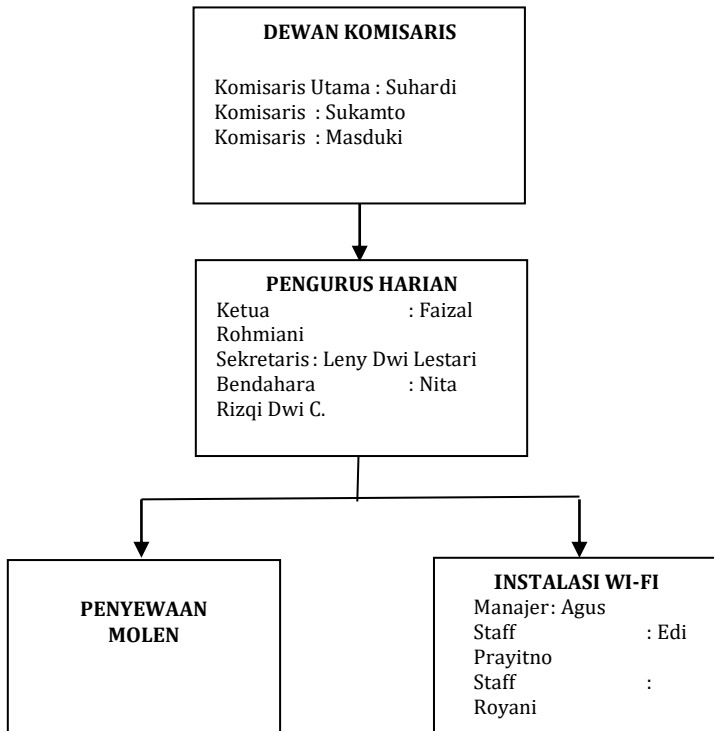 DEWAN KOMISARIS
Komisaris Utama : Suhardi
Komisaris : Sukamto
Komisaris : Masduki
PENGURUS HARIAN
Ketua : Faizal
Rohmiani
Sekretaris : Leny Dwi Lestari
Bendahara : Nita
Rizqi Dwi C.
PENYEWAAN
MOLEN
INSTALASI WI-FI
Manajer : Agus
Staff : Edi
Prayitno
Staff :
Royani